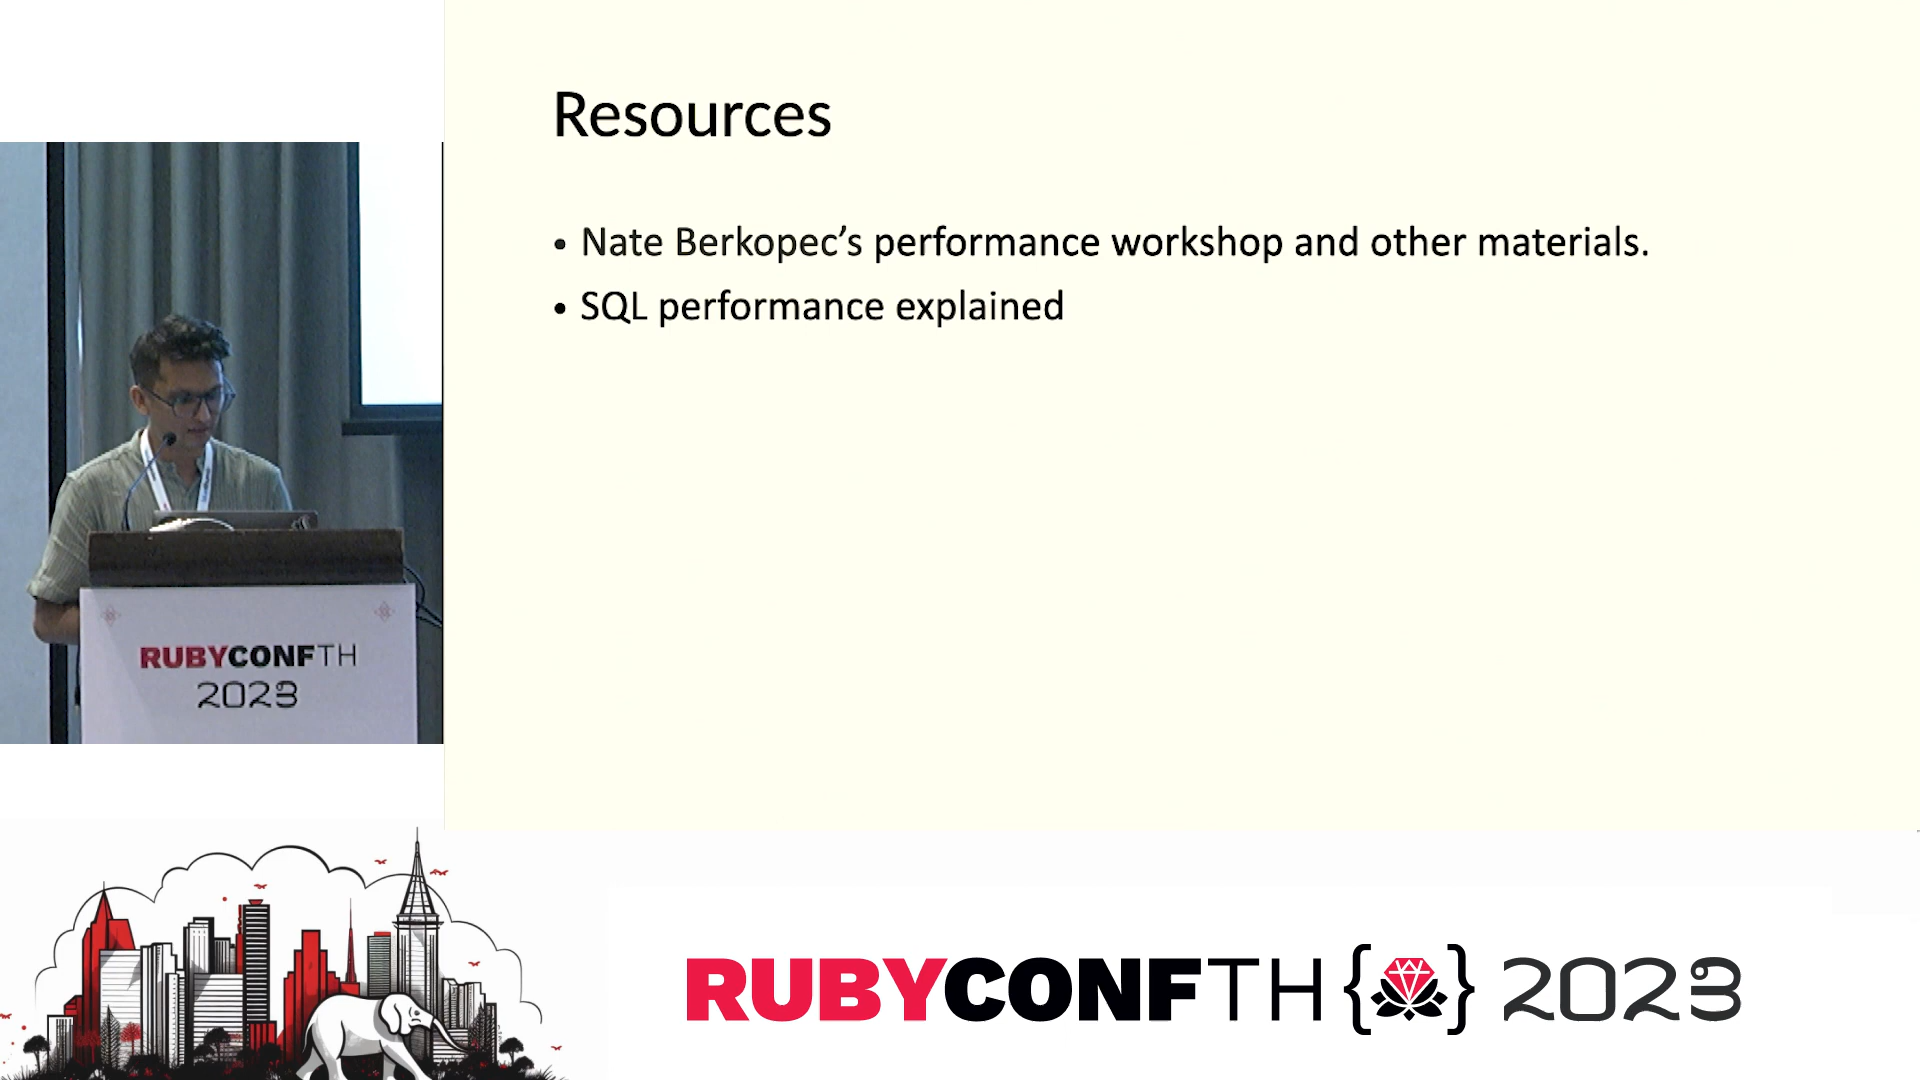 Resources
• Nate Berkopec’s performance workshop and other materials.
• SQL performance explained
RUBYCONFTH
2023
RUBYCONFTH 2023